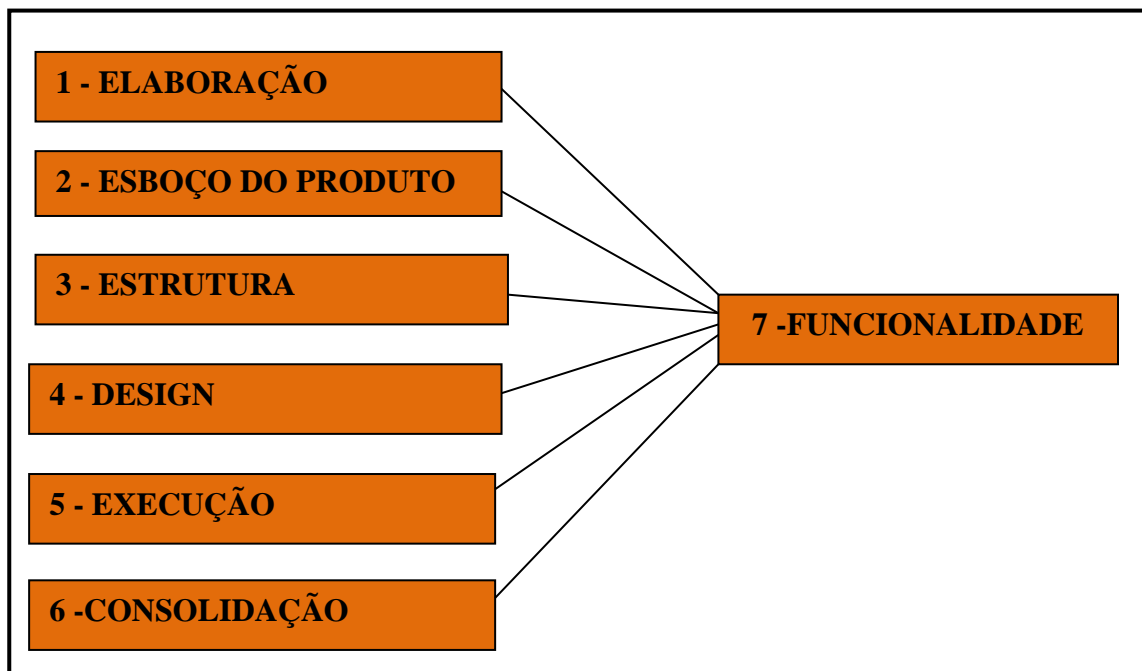 1 - ELABORAÇÃO
2 - ESBOÇO DO PRODUTO
3 - ESTRUTURA
7 -FUNCIONALIDADE
4 - DESIGN
5 - EXECUÇÃO
6 -CONSOLIDAÇÃO